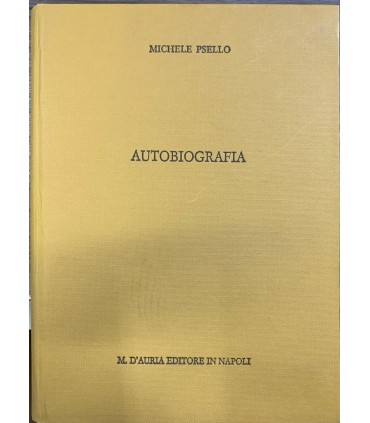 MICHELE PSELLO
AUTOBIOGRAFIA
M. D'AURIA EDITORE IN NAPOLI